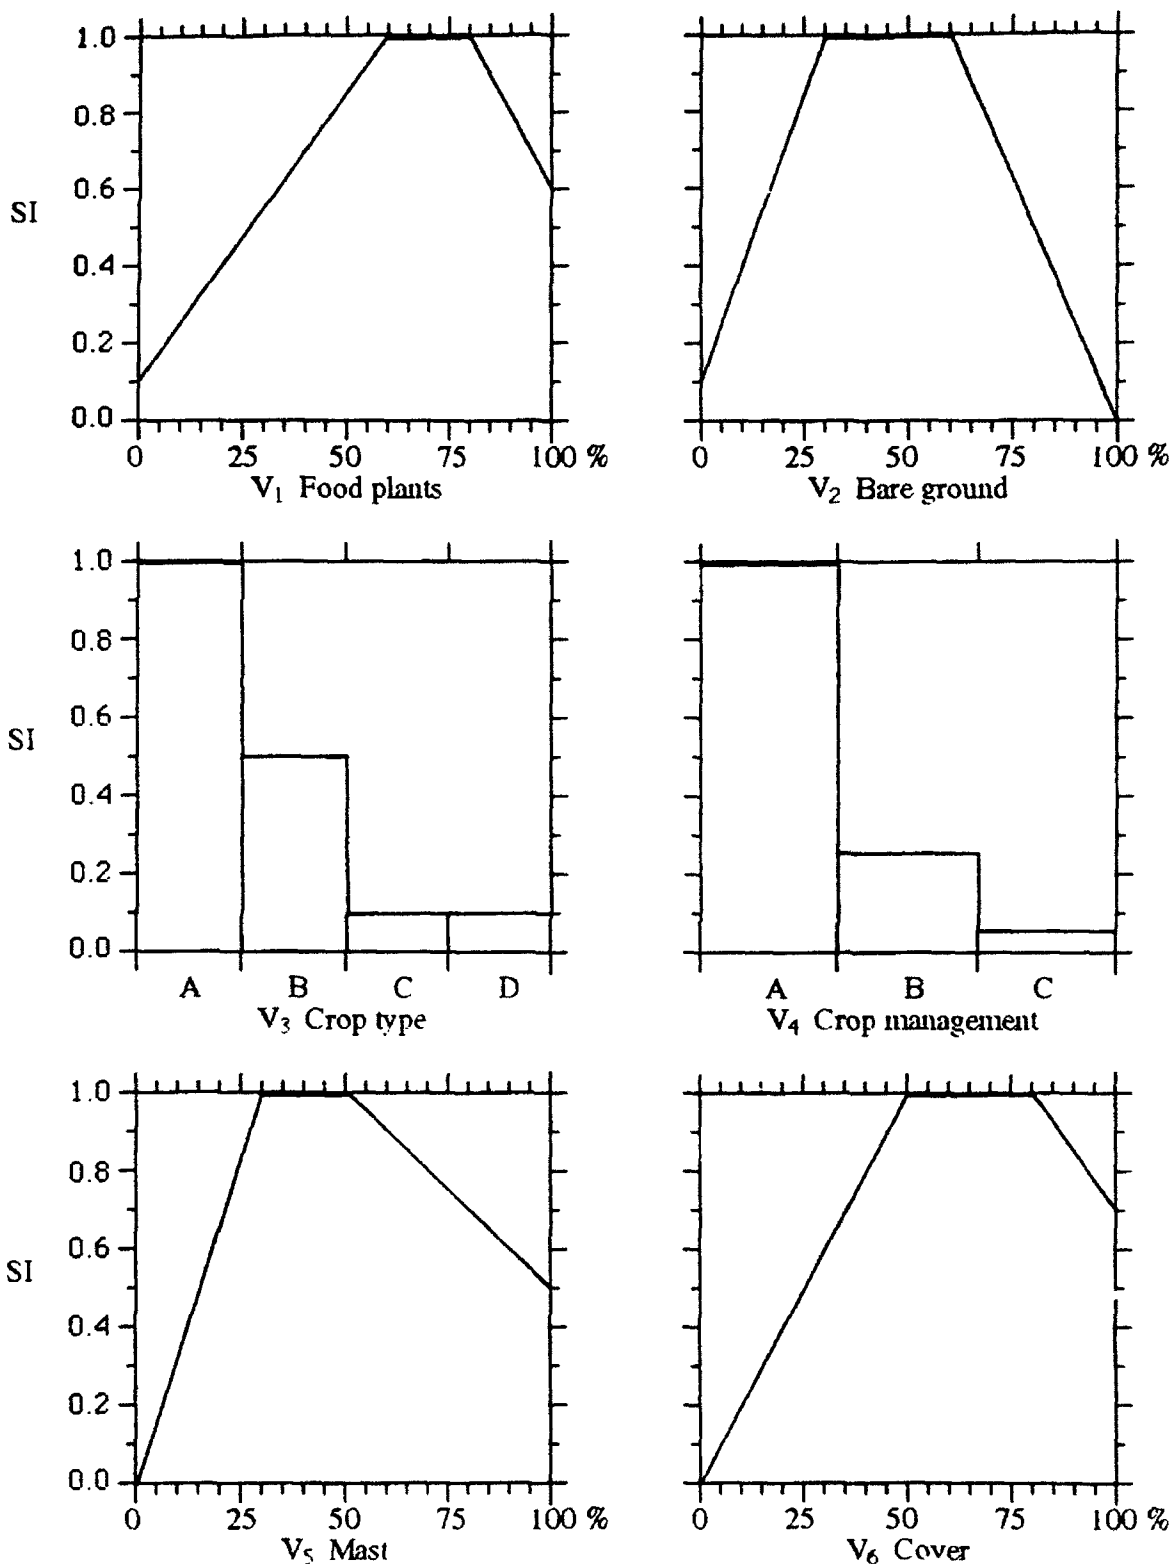 1.0
0.8
0.6
SI
0.4
0.2
0.0
0 25 50 75 100 %
V₁ Food plants
0 25 50 75 100 %
V₂ Bare ground
1.0
0.8
0.6
SI
0.4
0.2
0.0
A B C D
V₃ Crop type
A B C
V₄ Crop management
1.0
0.8
0.6
SI
0.4
0.2
0.0
0 25 50 75 100 %
V₅ Mast
0 25 50 75 100 %
V₆ Cover